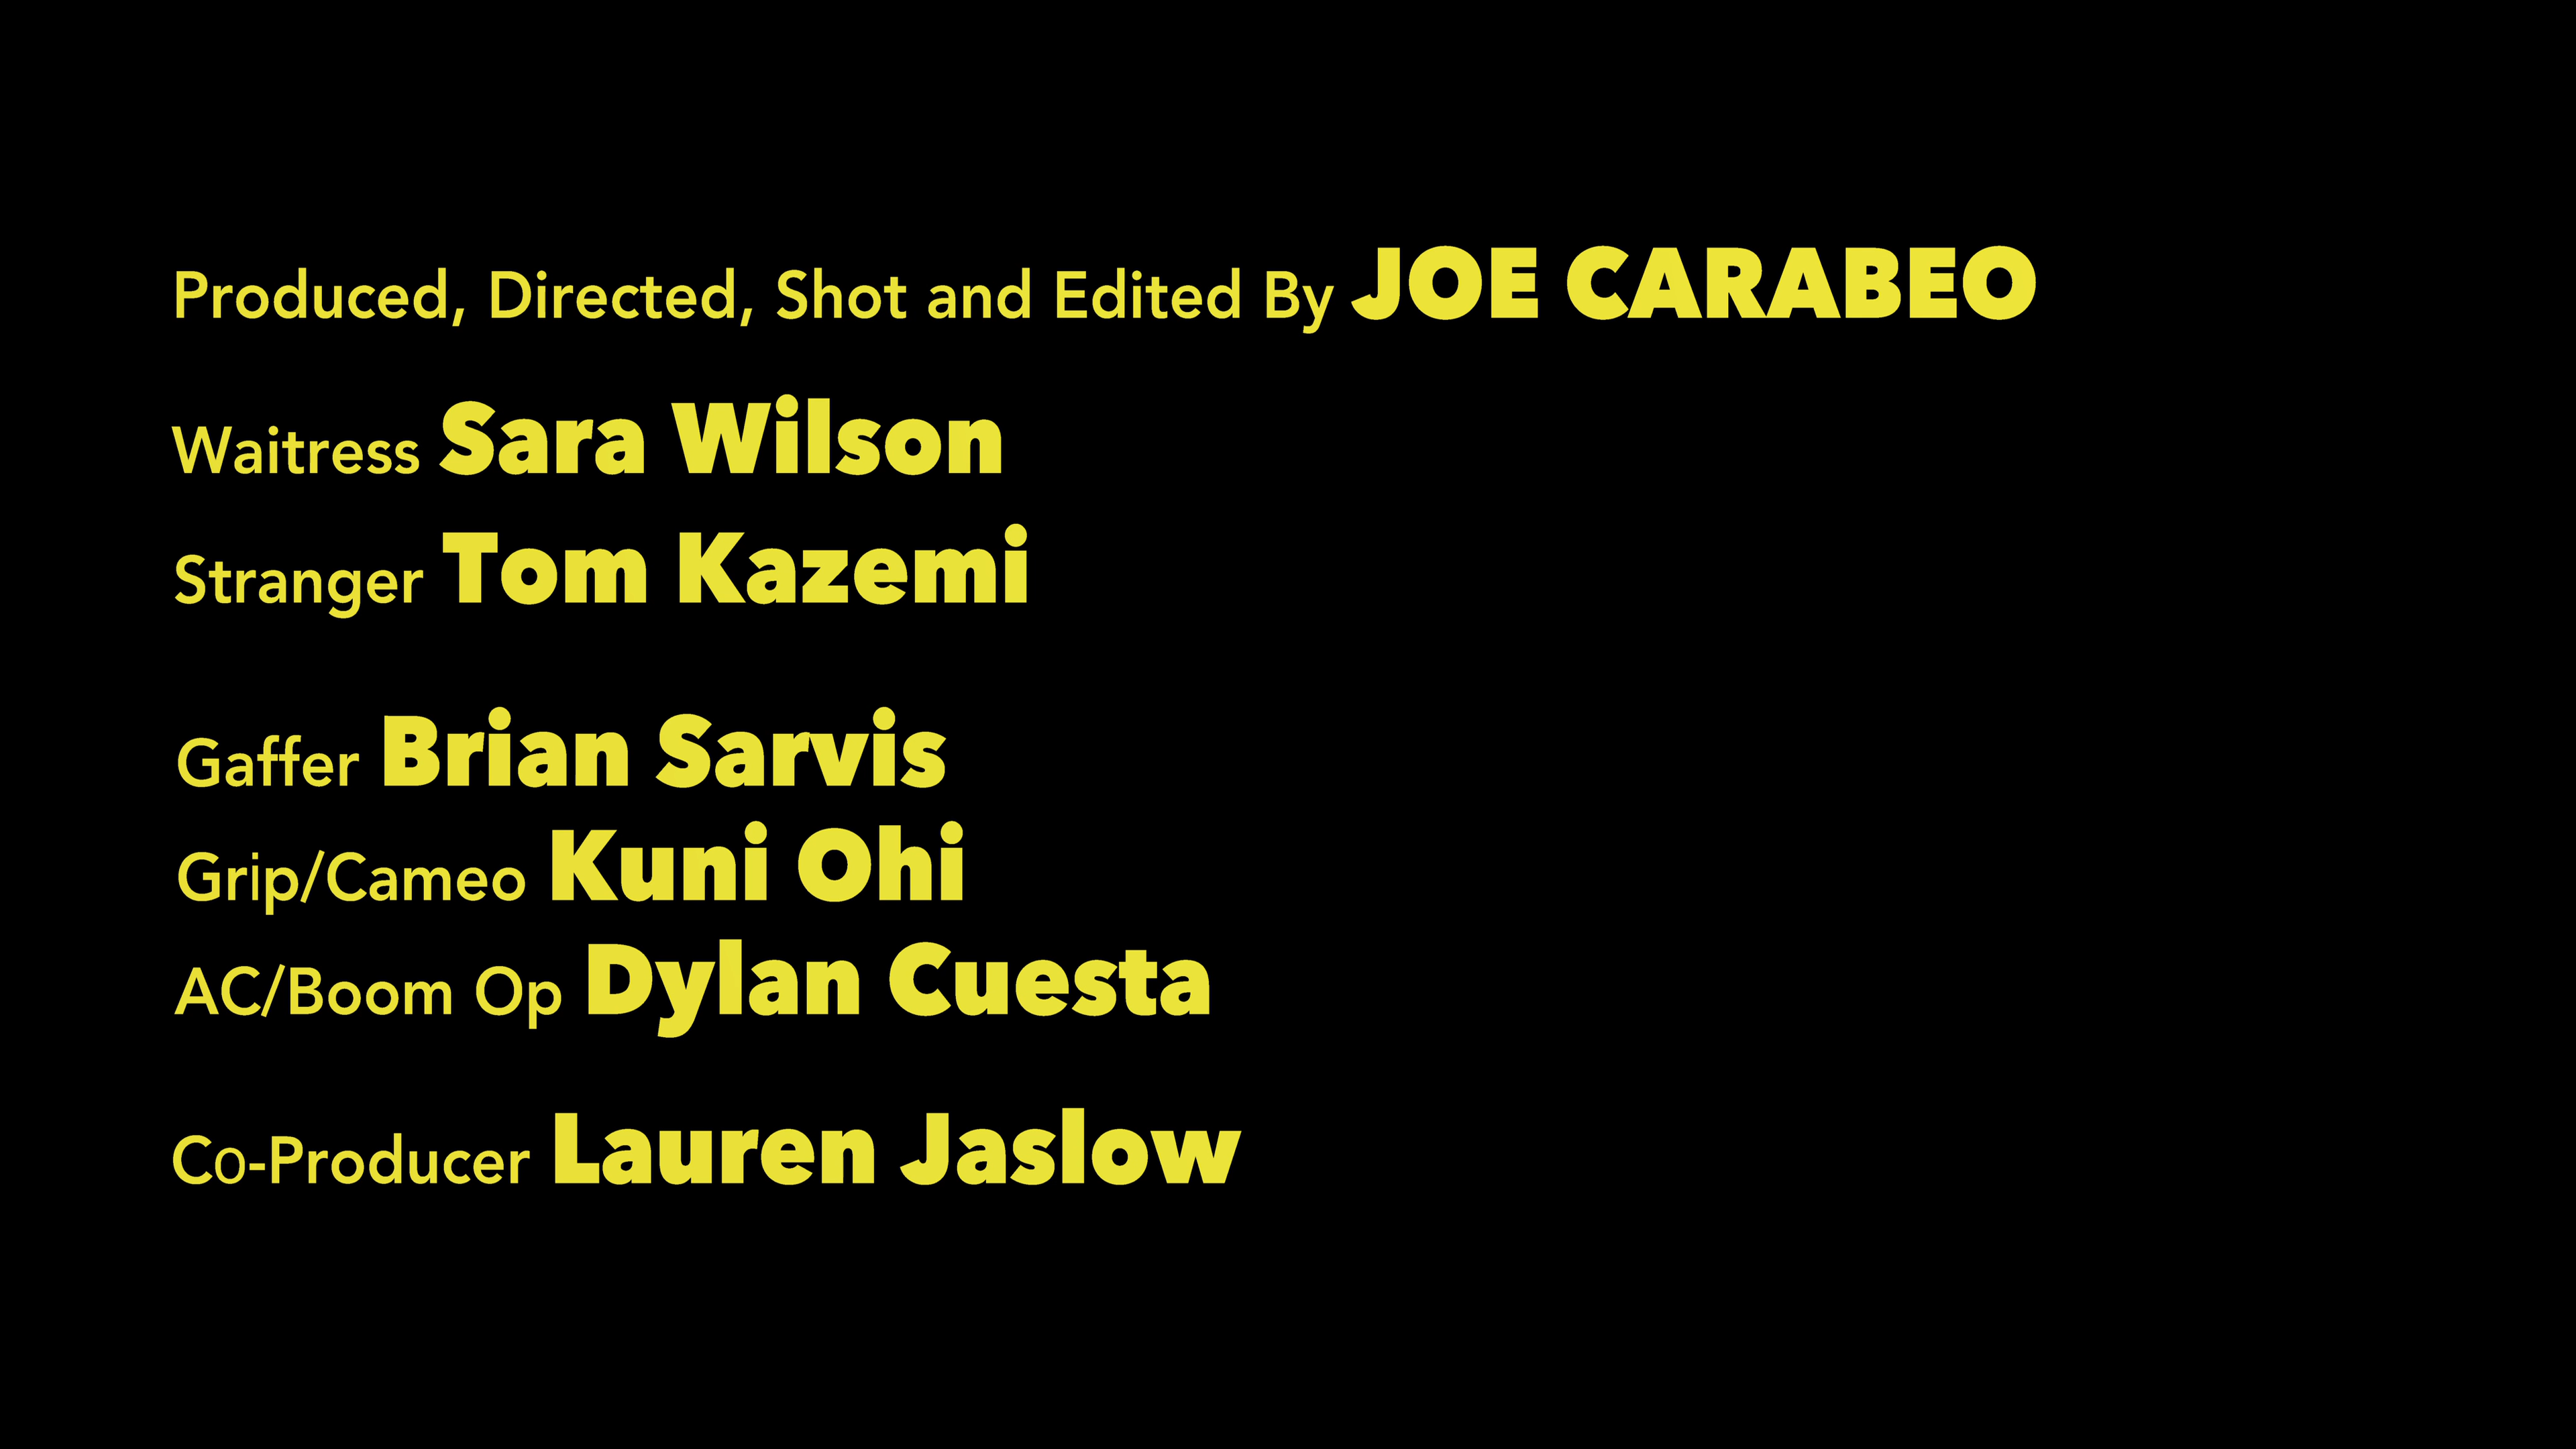 Produced, Directed, Shot and Edited By JOE CARABEO
Waitress Sara Wilson
Stranger Tom Kazemi
Gaffer Brian Sarvis
Grip/Cameo Kuni Ohi
AC/Boom Op Dylan Cuesta
Co-Producer Lauren Jaslow